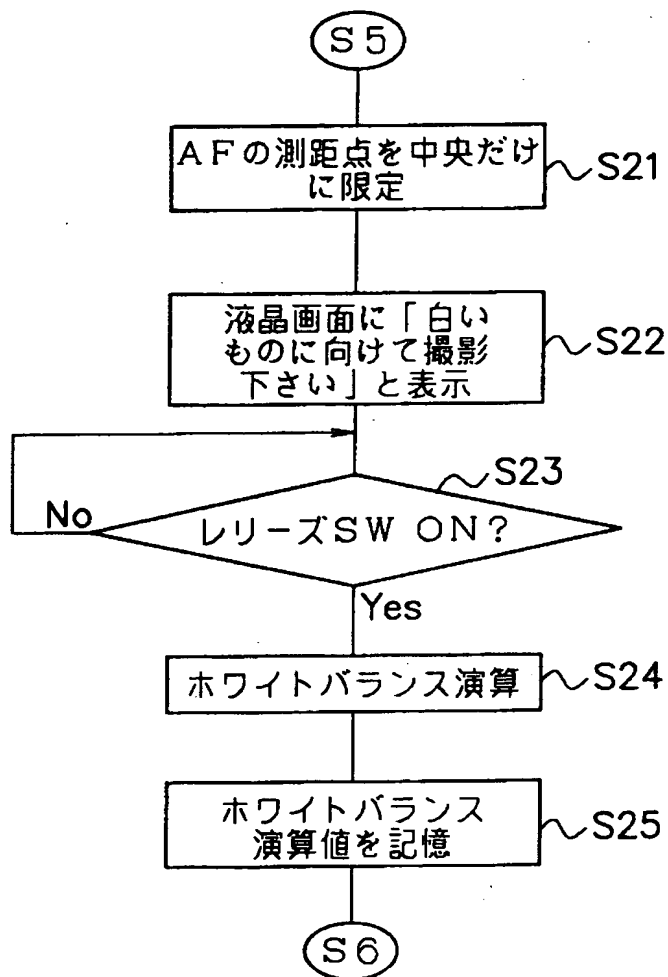 S5
AFの測距点を中央だけ
に限定
S21
液晶画面に「白い
ものに向けて撮影
下さい」と表示
S22
S23
No
レリーズSW ON?
Yes
ホワイトバランス演算
S24
ホワイトバランス
演算値を記憶
S25
S6